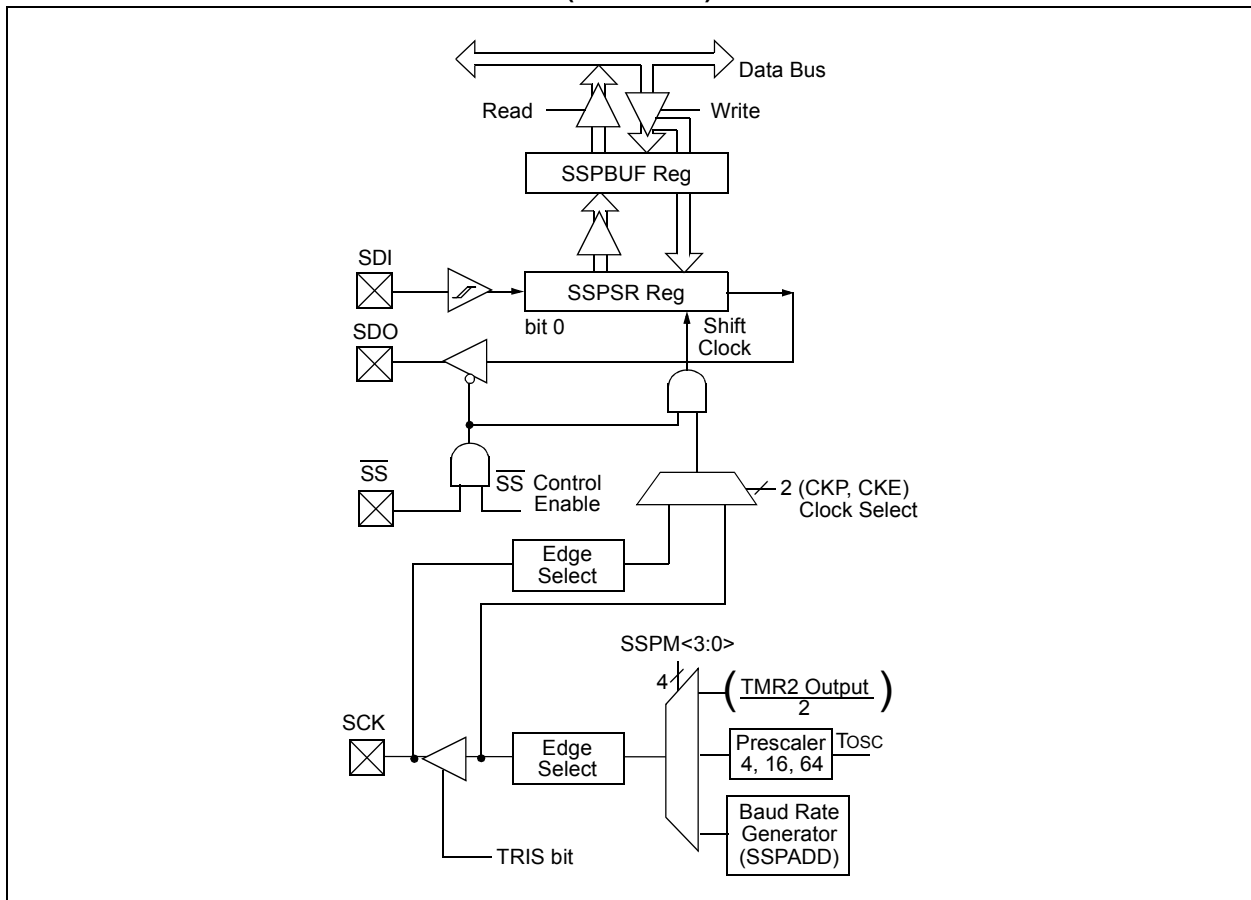 Data Bus
Read
Write
SSPBUF Reg
SDI
SSPSR Reg
bit 0
Shift
Clock
SDO
SS
SS Control
Enable
2 (CKP, CKE)
Clock Select
Edge
Select
SSPM<3:0>
4
( TMR2 Output )
2
SCK
Edge
Select
Prescaler
4, 16, 64
TOSC
Baud Rate
Generator
(SSPADD)
TRIS bit